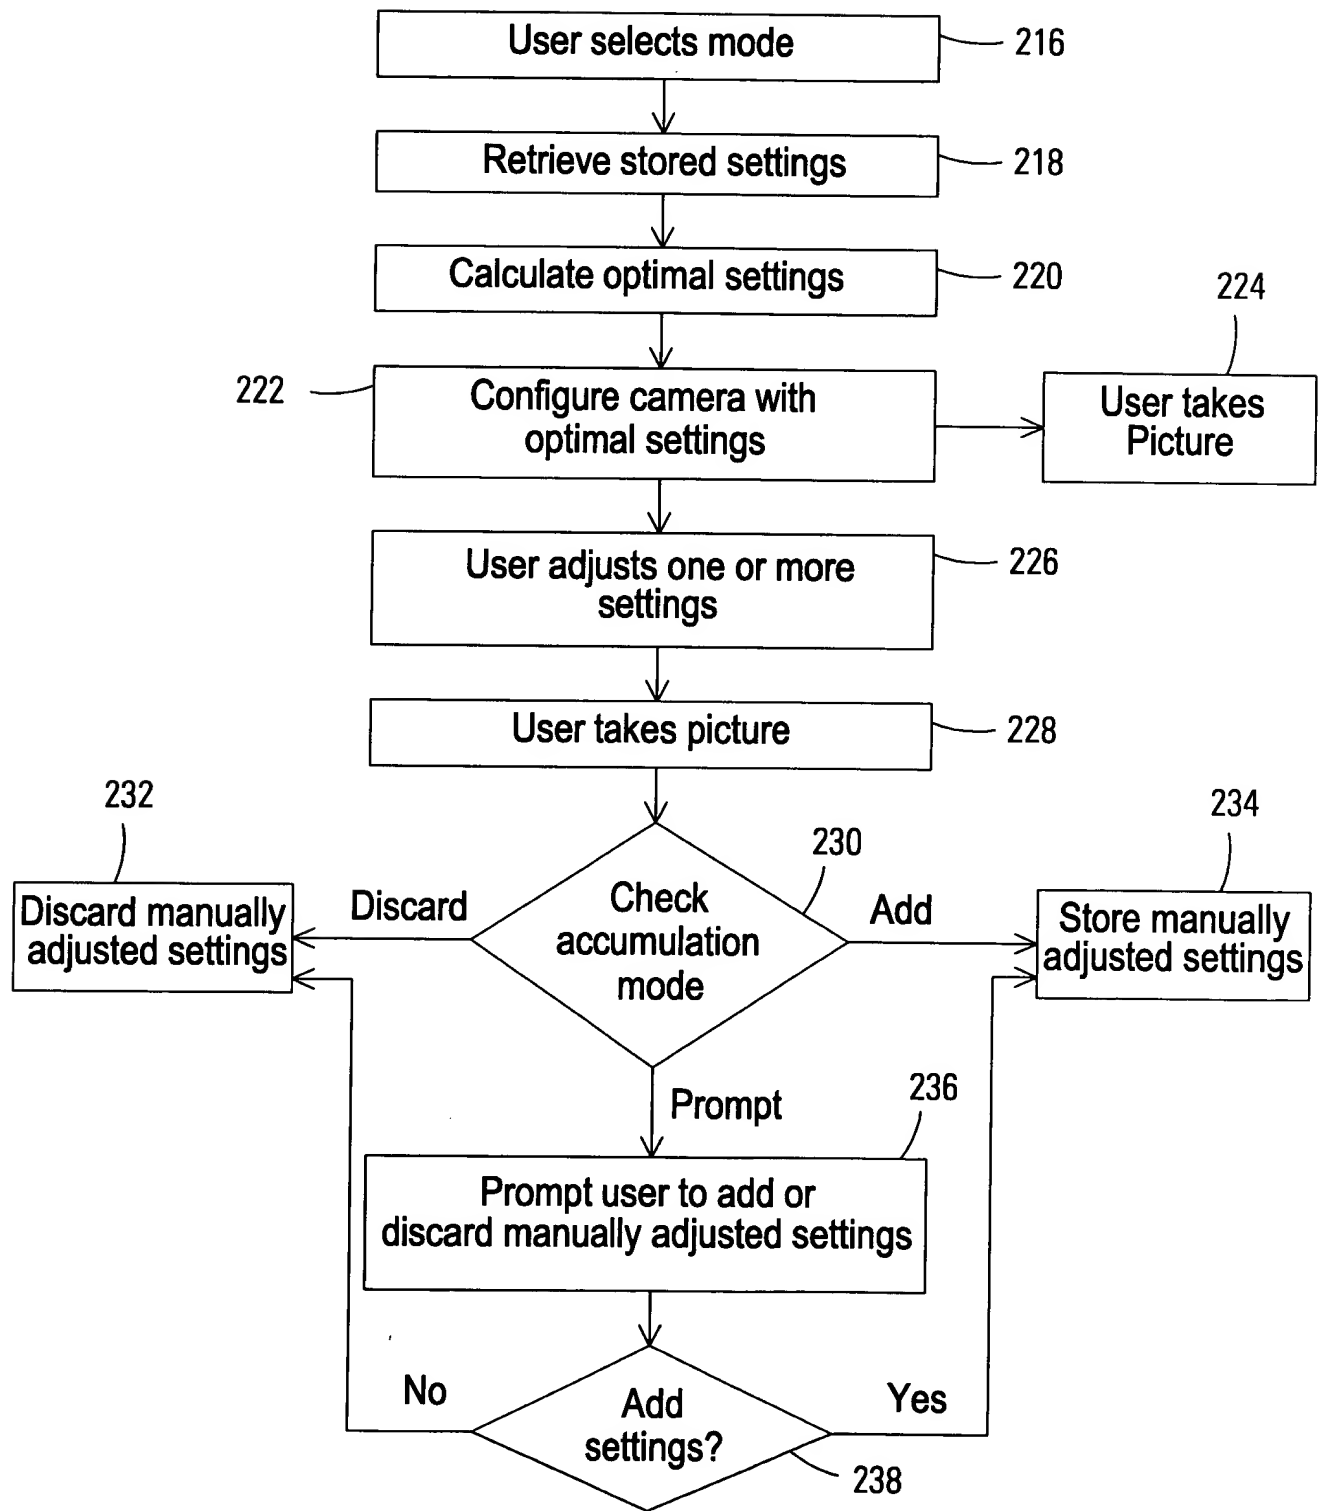 User selects mode
216
Retrieve stored settings
218
Calculate optimal settings
220
224
222
Configure camera with
optimal settings
User takes
Picture
User adjusts one or more
settings
226
User takes picture
228
232
234
230
Discard manually
adjusted settings
Discard
Check
accumulation
mode
Add
Store manually
adjusted settings
Prompt
236
Prompt user to add or
discard manually adjusted settings
No
Add
settings?
Yes
238